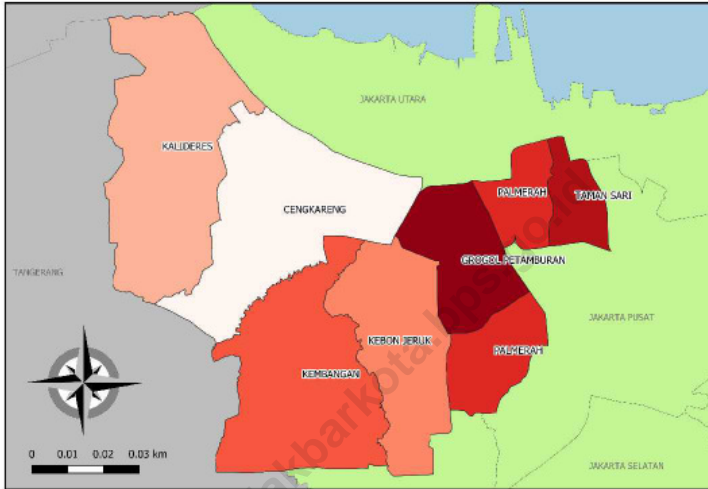 JAKARTA UTARA
KALIDERES
PALMERAH
TAMAN SARI
CENGKARENG
GROGOL PETAMBURAN
TANGERANG
JAKARTA PUSAT
KEBON JERUK
PALMERAH
KEMBANGAN
0 0.01 0.02 0.03 km
JAKARTA SELATAN